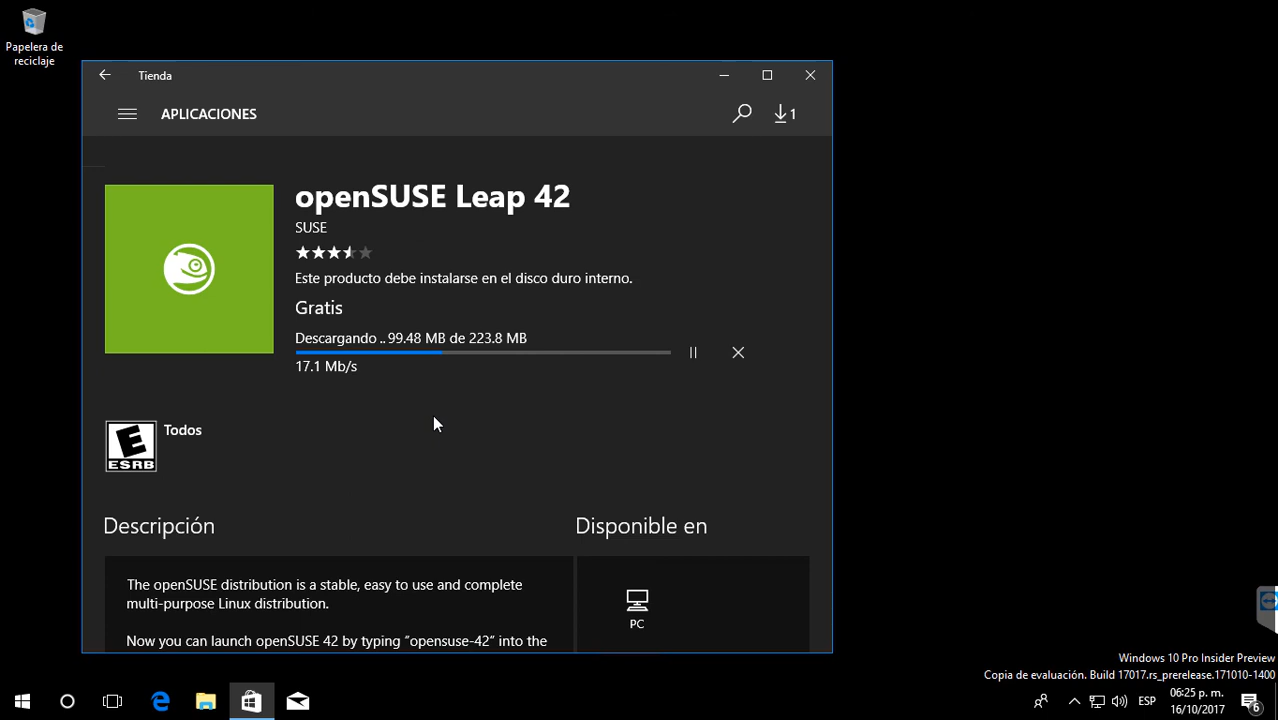 Papelera de
reciclaje
Tienda
APLICACIONES
1
openSUSE Leap 42
SUSE
Este producto debe instalarse en el disco duro interno.
Gratis
Descargando .. 99.48 MB de 223.8 MB
17.1 Mb/s
E
ESRB
Todos
Descripción
Disponible en
The openSUSE distribution is a stable, easy to use and complete
multi-purpose Linux distribution.
Now you can launch openSUSE 42 by typing “opensuse-42” into the
PC
Windows 10 Pro Insider Preview
Copia de evaluación. Build 17017.rs_prerelease.171010-1400
ESP
06:25 p. m.
16/10/2017
6